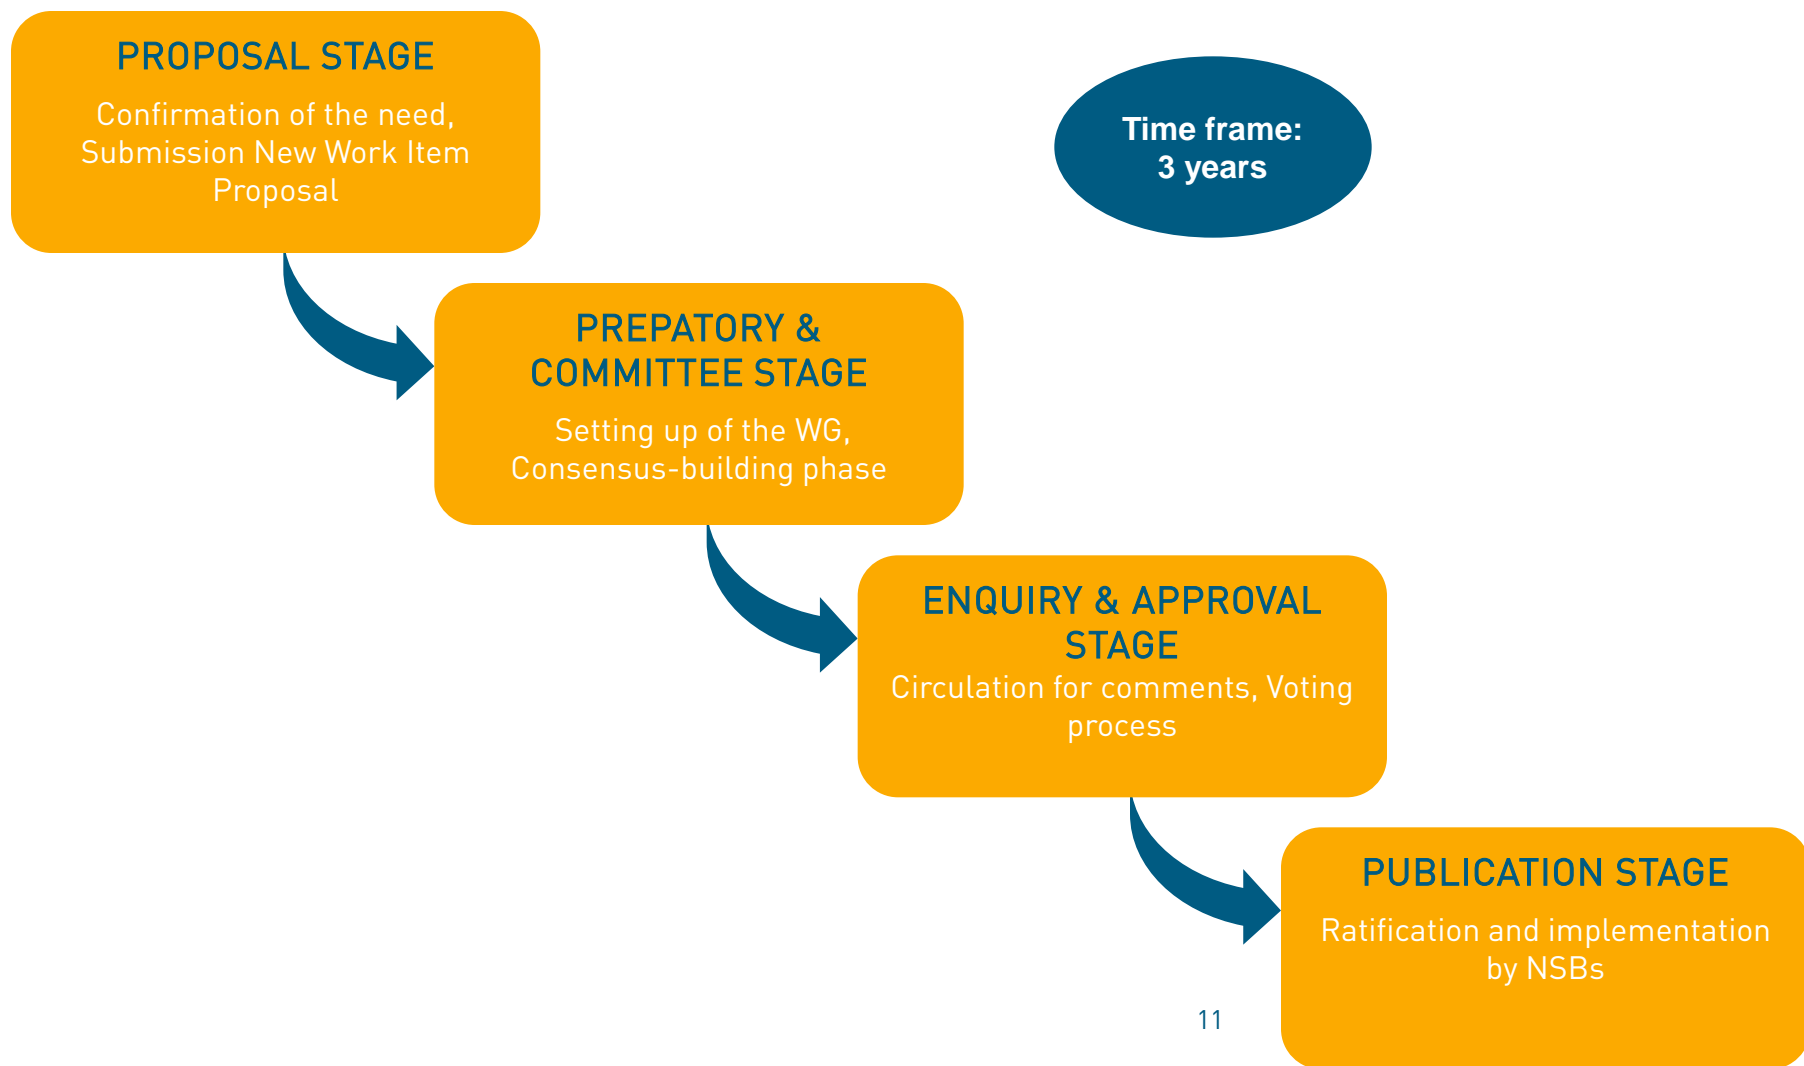 PROPOSAL STAGE
Confirmation of the need,
Submission New Work Item
Proposal
Time frame:
3 years
PREPATORY &
COMMITTEE STAGE
Setting up of the WG,
Consensus-building phase
ENQUIRY & APPROVAL
STAGE
Circulation for comments, Voting
process
PUBLICATION STAGE
Ratification and implementation
by NSBs
11